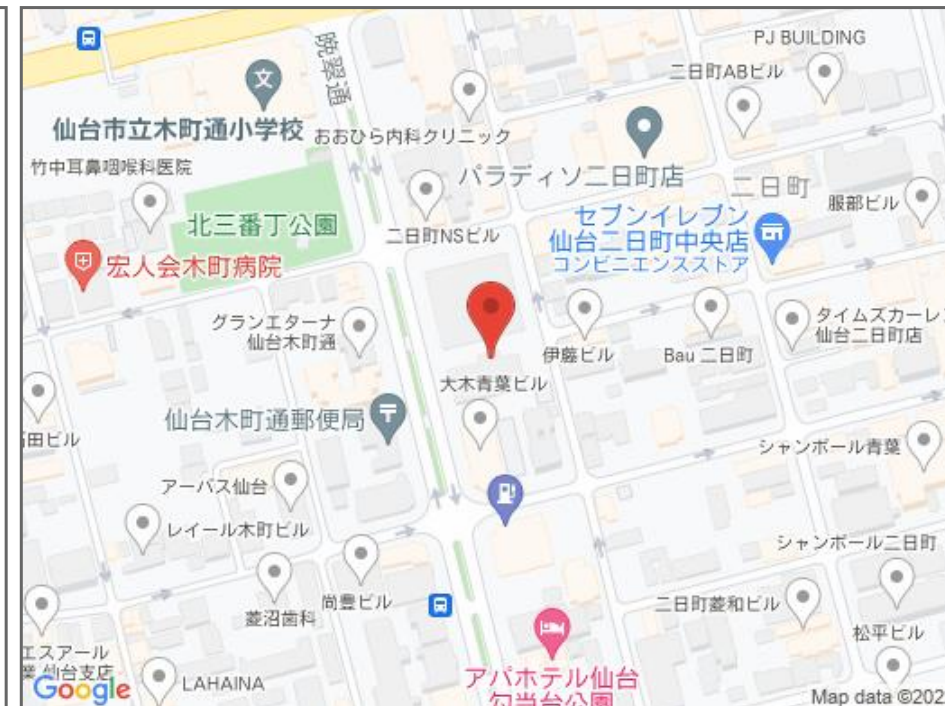 PJ BUILDING
二日町ABビル
晩翠通
仙台市立木町通小学校
おおひら内科クリニック
竹中耳鼻咽喉科医院
パラディソ二日町店
二日町
服部ビル
北三番丁公園
二日町NSビル
セブンイレブン
仙台二日町中央店
コンビニエンスストア
宏人会木町病院
グランエターナ
仙台木町通
タイムズカーレ
仙台二日町店
伊藤ビル
Bau 二日町
大木青葉ビル
仙台木町通郵便局
田ビル
シャンボール青葉
アーバス仙台
レイール木町ビル
シャンボール二日町
尚豊ビル
菱沼歯科
二日町菱和ビル
松平ビル
エスアール
業 仙台支店
LAHAINA
アパホテル仙台
勾当台公園
Google
Map data ©202